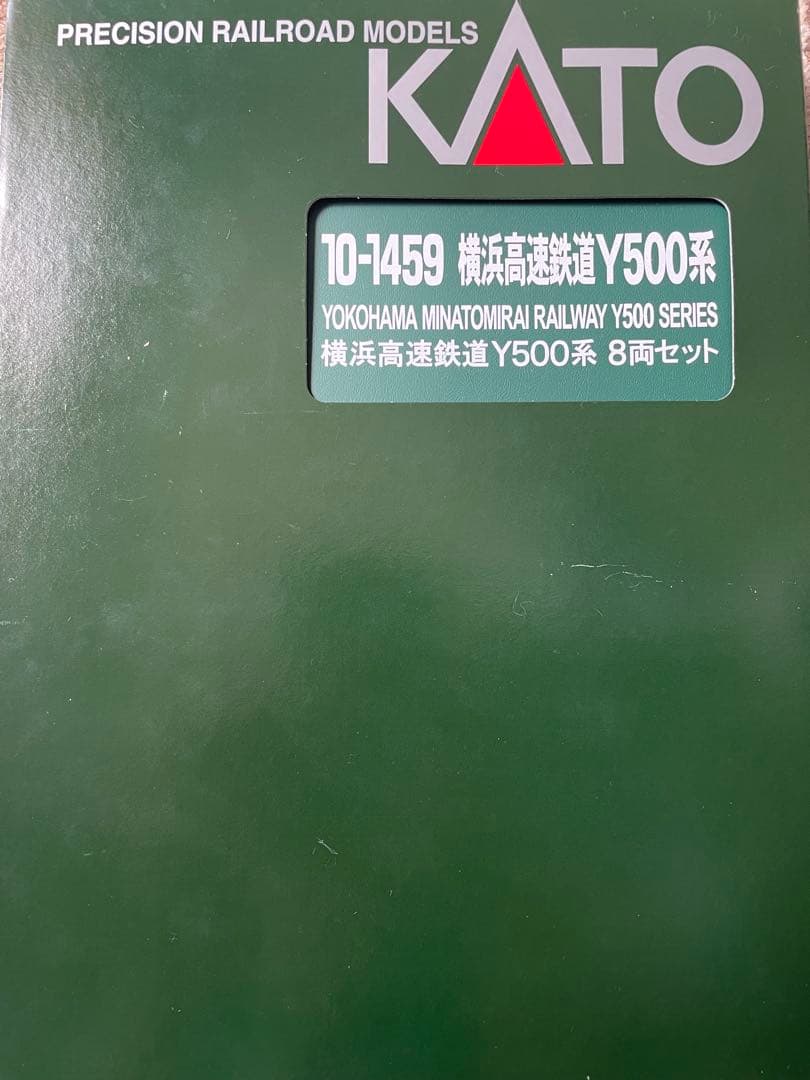 PRECISION RAILROAD MODELS
KATO
10-1459 横浜高速鉄道Y500系
YOKOHAMA MINATOMIRAI RAILWAY Y500 SERIES
横浜高速鉄道Y500系 8両セット